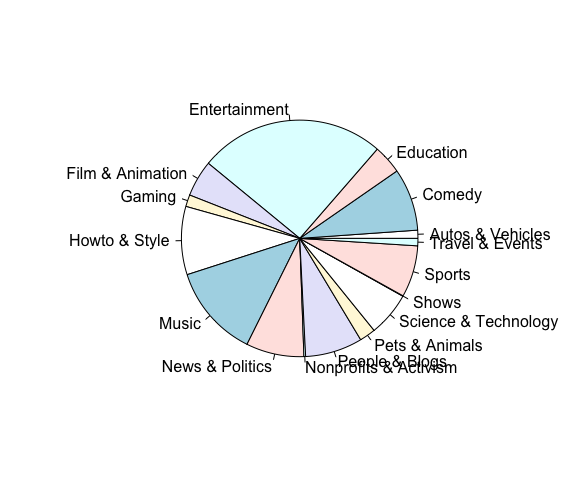 Entertainment
Education
Film & Animation
Comedy
Gaming
Autos & Vehicles
Howto & Style
Travel & Events
Sports
Shows
Music
Science & Technology
Pets & Animals
People & Blogs
News & Politics
Nonprofits & Activism